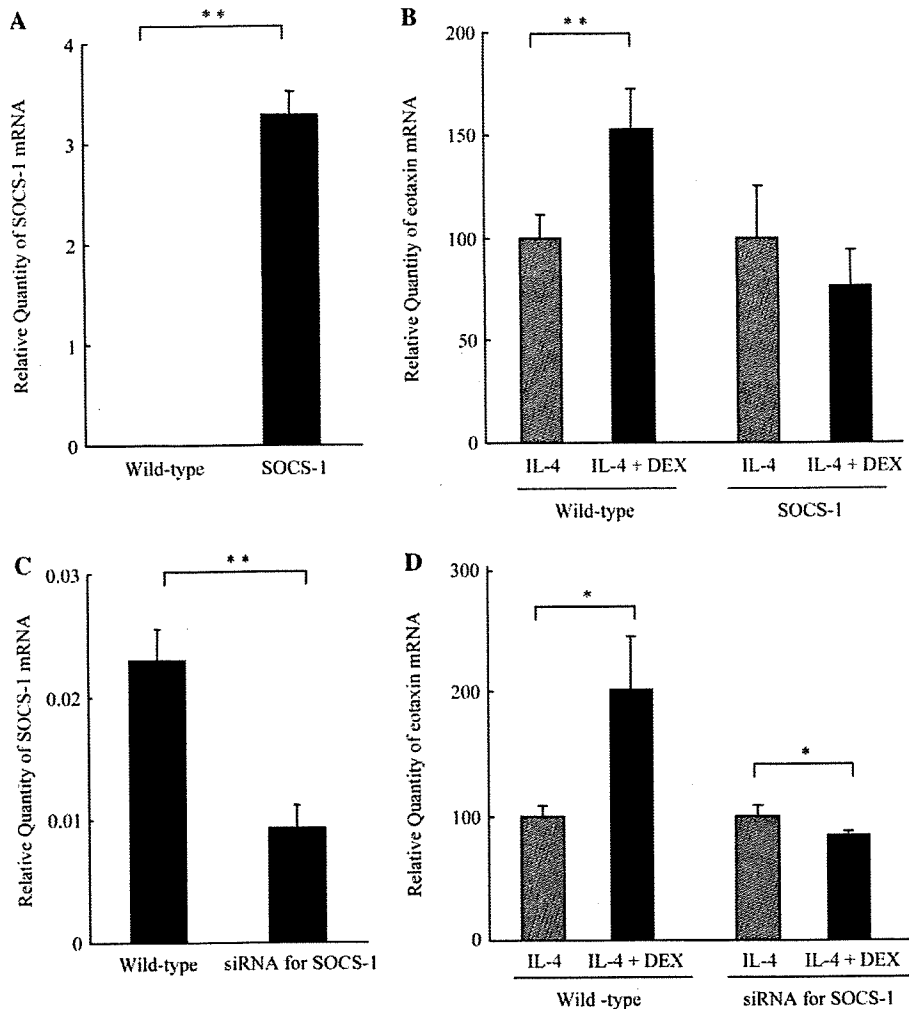 A
**
Relative Quantity of SOCS-1 mRNA
4
3
2
1
0
Wild-type SOCS-1
B
**
Relative Quantity of eotaxin mRNA
200
150
100
50
0
IL-4 IL-4 + DEX IL-4 IL-4 + DEX
Wild-type SOCS-1
C
**
Relative Quantity of SOCS-1 mRNA
0.03
0.02
0.01
0
Wild-type siRNA for SOCS-1
D
*
*
Relative Quantity of eotaxin mRNA
300
200
100
0
IL-4 IL-4 + DEX IL-4 IL-4 + DEX
Wild -type siRNA for SOCS-1